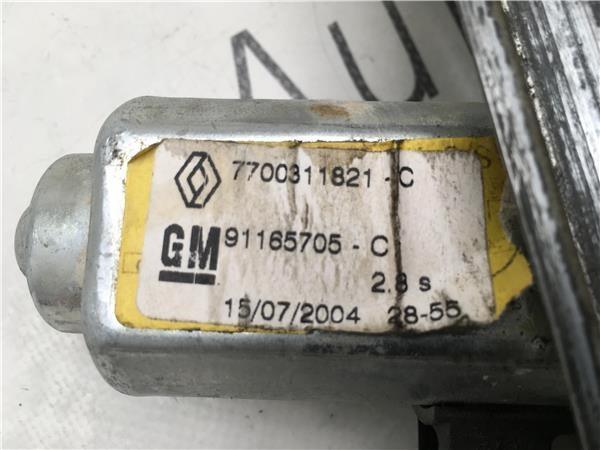 7700311821 - C
GM 91165705 - C
2.8 s
15/07/2004 28-55